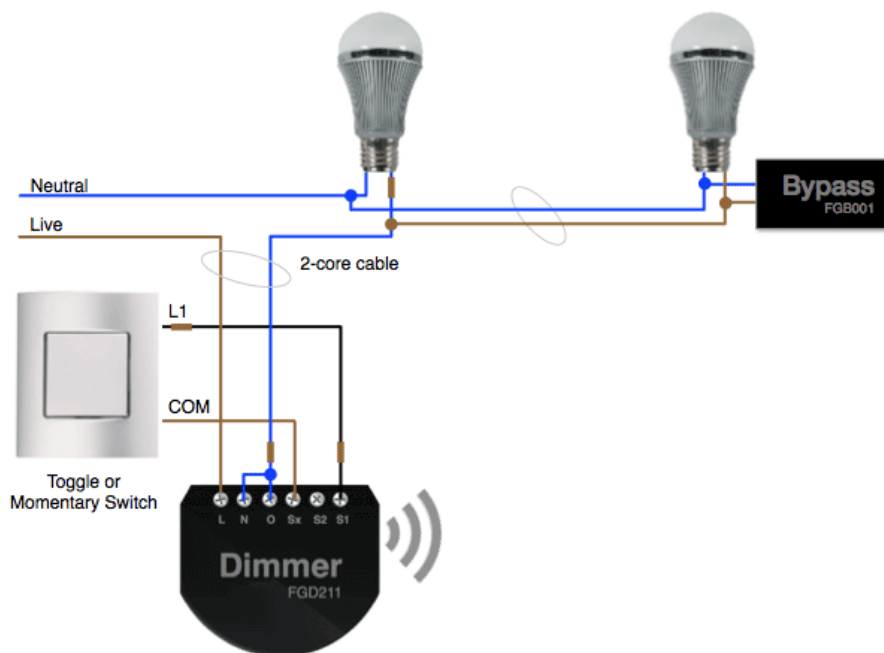 Neutral
Live
Bypass
FGB001
2-core cable
L1
COM
Toggle or
Momentary Switch
L N O Sx S2 S1
Dimmer
FGD211